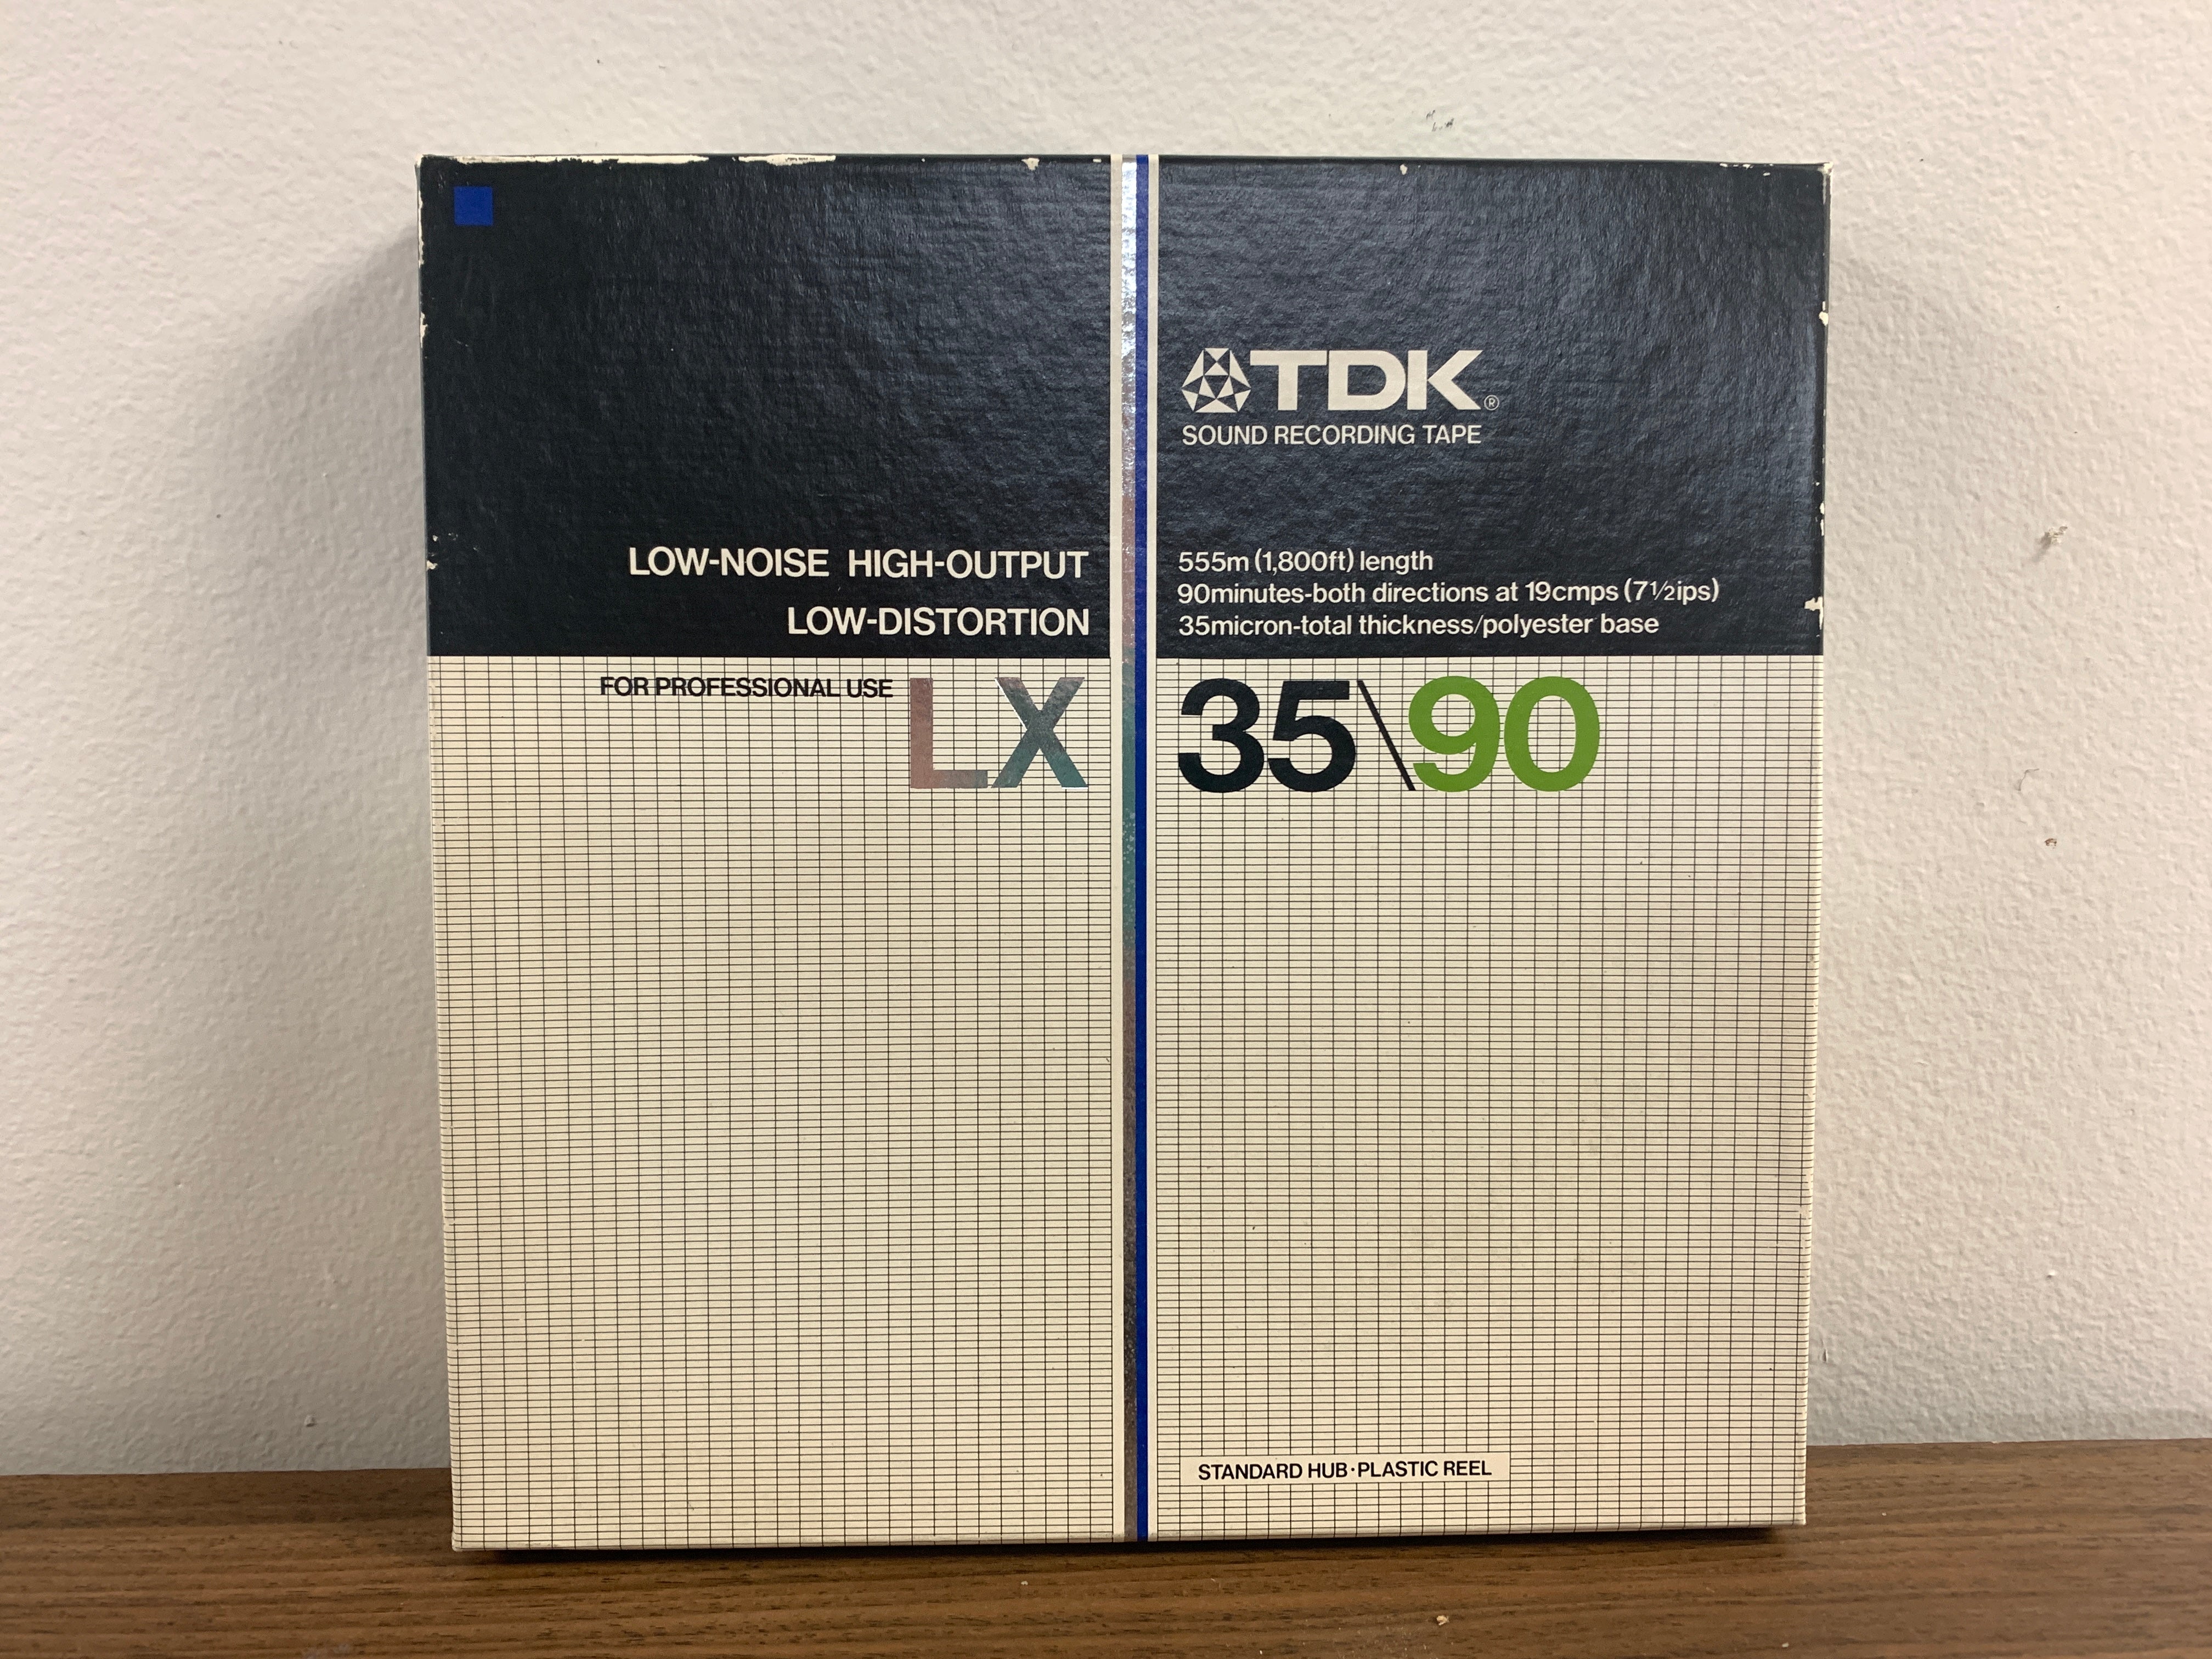 TDK®
SOUND RECORDING TAPE
LOW-NOISE HIGH-OUTPUT
LOW-DISTORTION
555m (1,800ft) length
90minutes-both directions at 19cmps (7½ips)
35micron-total thickness/polyester base
FOR PROFESSIONAL USE LX 35\90
STANDARD HUB·PLASTIC REEL